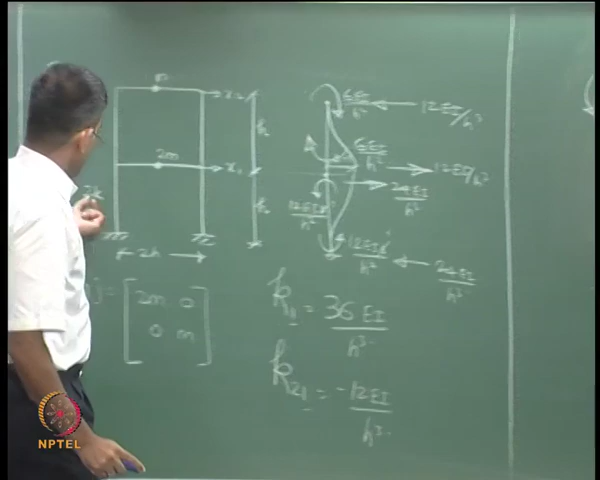 m
x₂
h
2m
x₁
h
2k
2h
6EI/h²
12EI/h³
6EI/h²
12EI/h³
24EI/h³
12EI/h²
12EI/h²
24EI/h³
[2m 0
0 m]
k₁₁ = 36EI/h³
k₂₁ = -12EI/h³
NPTEL